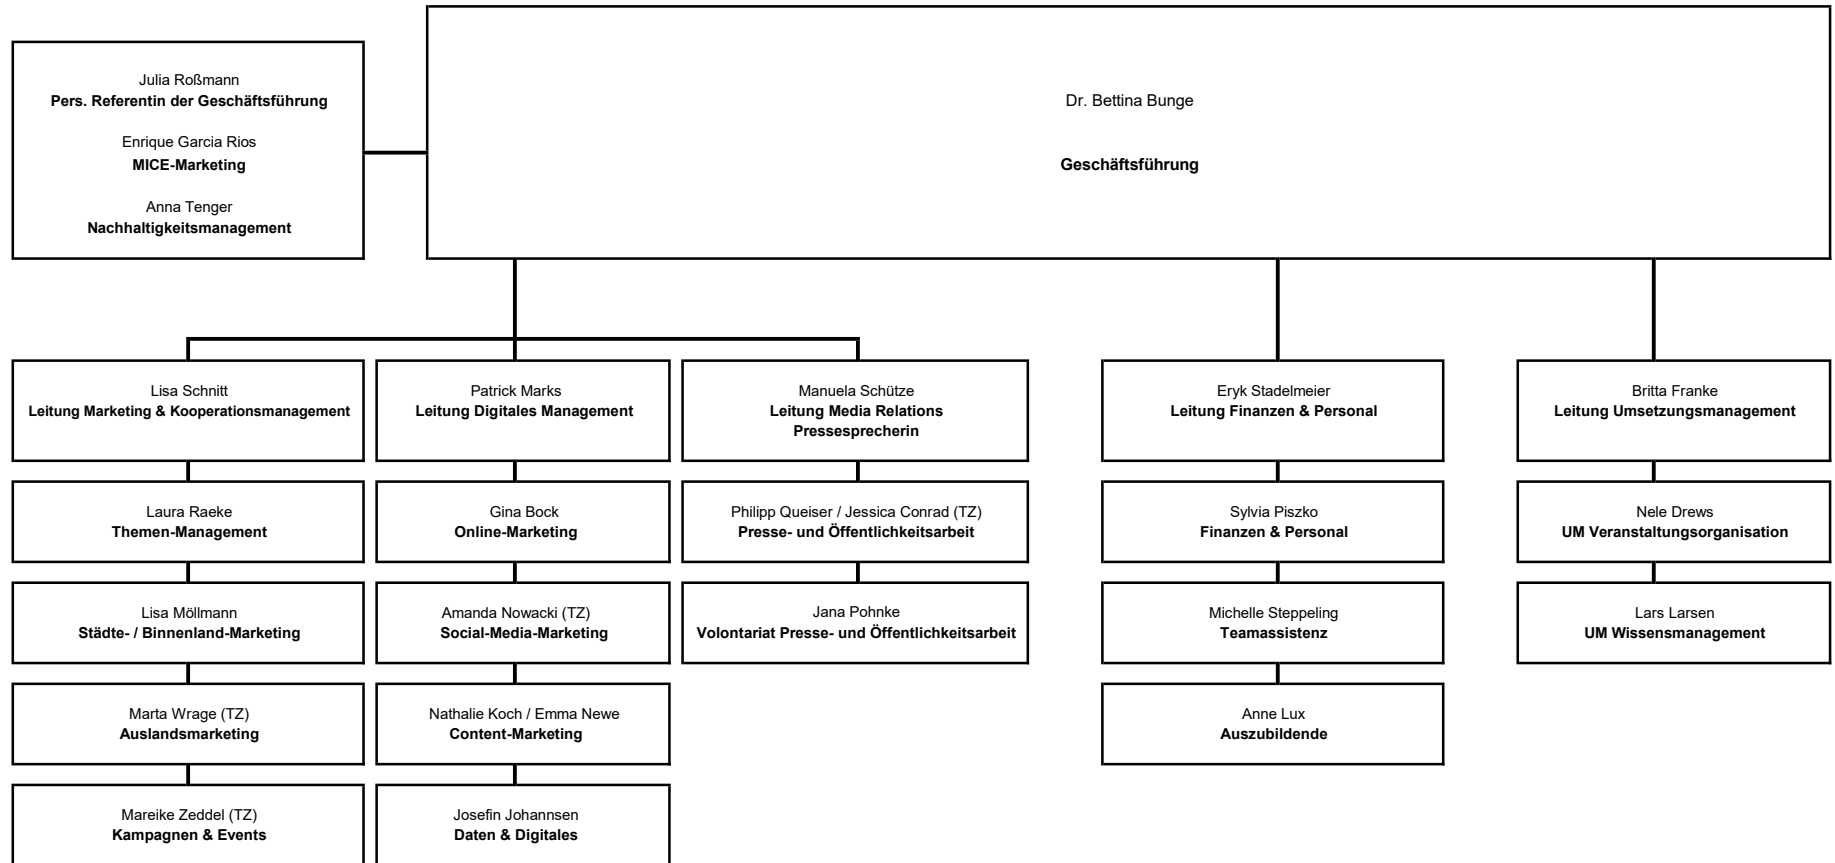 Julia Roßmann
Pers. Referentin der Geschäftsführung
Enrique Garcia Rios
MICE-Marketing
Anna Tenger
Nachhaltigkeitsmanagement
Dr. Bettina Bunge
Geschäftsführung
Lisa Schnitt
Leitung Marketing & Kooperationsmanagement
Laura Raeke
Themen-Management
Lisa Möllmann
Städte- / Binnenland-Marketing
Marta Wrage (TZ)
Auslandsmarketing
Mareike Zeddel (TZ)
Kampagnen & Events
Patrick Marks
Leitung Digitales Management
Gina Bock
Online-Marketing
Amanda Nowacki (TZ)
Social-Media-Marketing
Nathalie Koch / Emma Newe
Content-Marketing
Josefin Johannsen
Daten & Digitales
Manuela Schütze
Leitung Media Relations
Pressesprecherin
Philipp Queiser / Jessica Conrad (TZ)
Presse- und Öffentlichkeitsarbeit
Jana Pohnke
Volontariat Presse- und Öffentlichkeitsarbeit
Eryk Stadelmeier
Leitung Finanzen & Personal
Sylvia Piszko
Finanzen & Personal
Michelle Steppeling
Teamassistenz
Anne Lux
Auszubildende
Britta Franke
Leitung Umsetzungsmanagement
Nele Drews
UM Veranstaltungsorganisation
Lars Larsen
UM Wissensmanagement